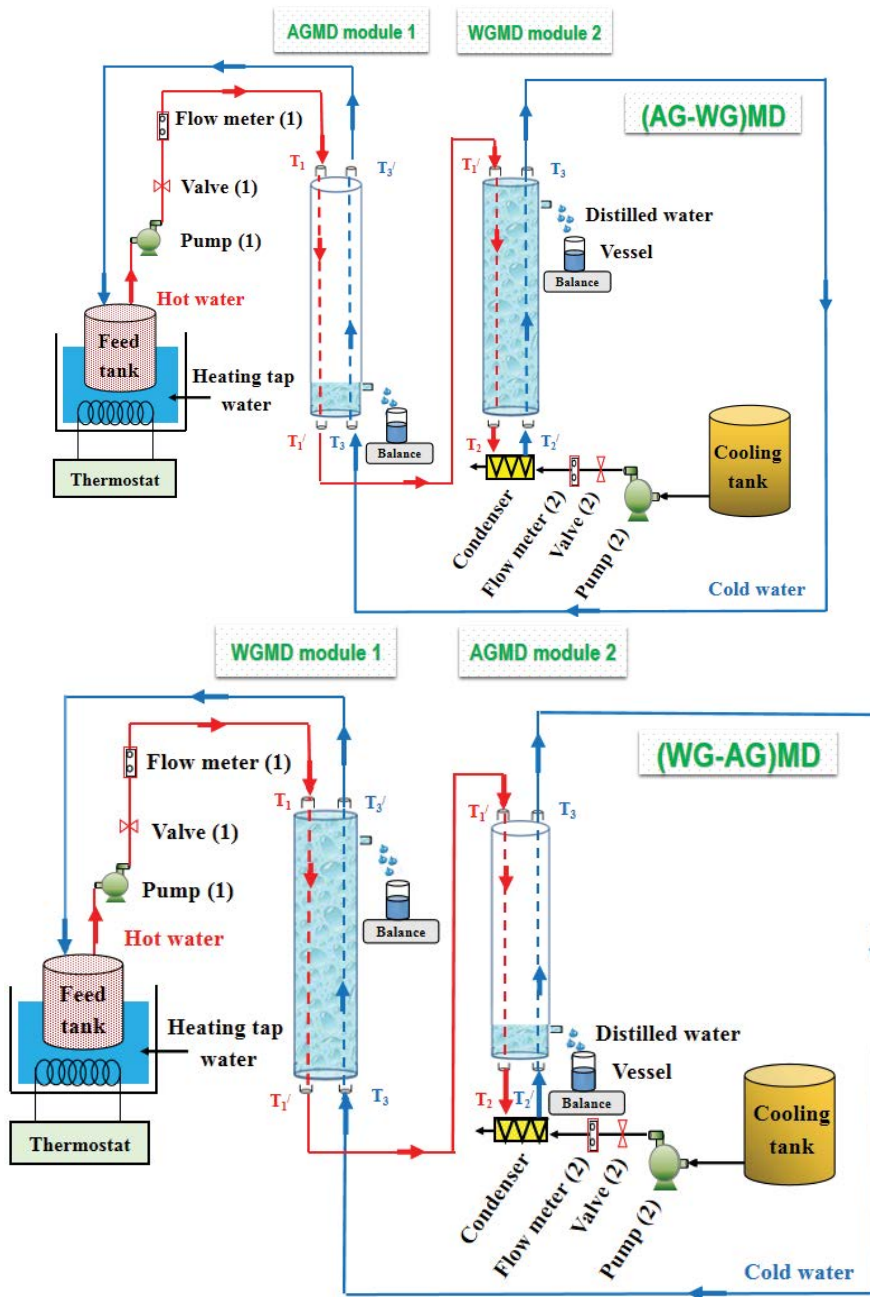 AGMD module 1
WGMD module 2
(AG-WG)MD
Flow meter (1)
T1
T3/
T1/
T3
Valve (1)
Distilled water
Pump (1)
Vessel
Balance
Hot water
Feed
tank
Heating tap
water
T1/
T3
Balance
T2
T2/
Cooling
tank
Thermostat
Condenser
Flow meter (2)
Valve (2)
Pump (2)
Cold water
WGMD module 1
AGMD module 2
(WG-AG)MD
Flow meter (1)
T1
T3/
T1/
T3
Valve (1)
Pump (1)
Balance
Hot water
Feed
tank
Heating tap
water
Distilled water
Vessel
T1/
T3
T2
T2/
Balance
Cooling
tank
Thermostat
Condenser
Flow meter (2)
Valve (2)
Pump (2)
Cold water